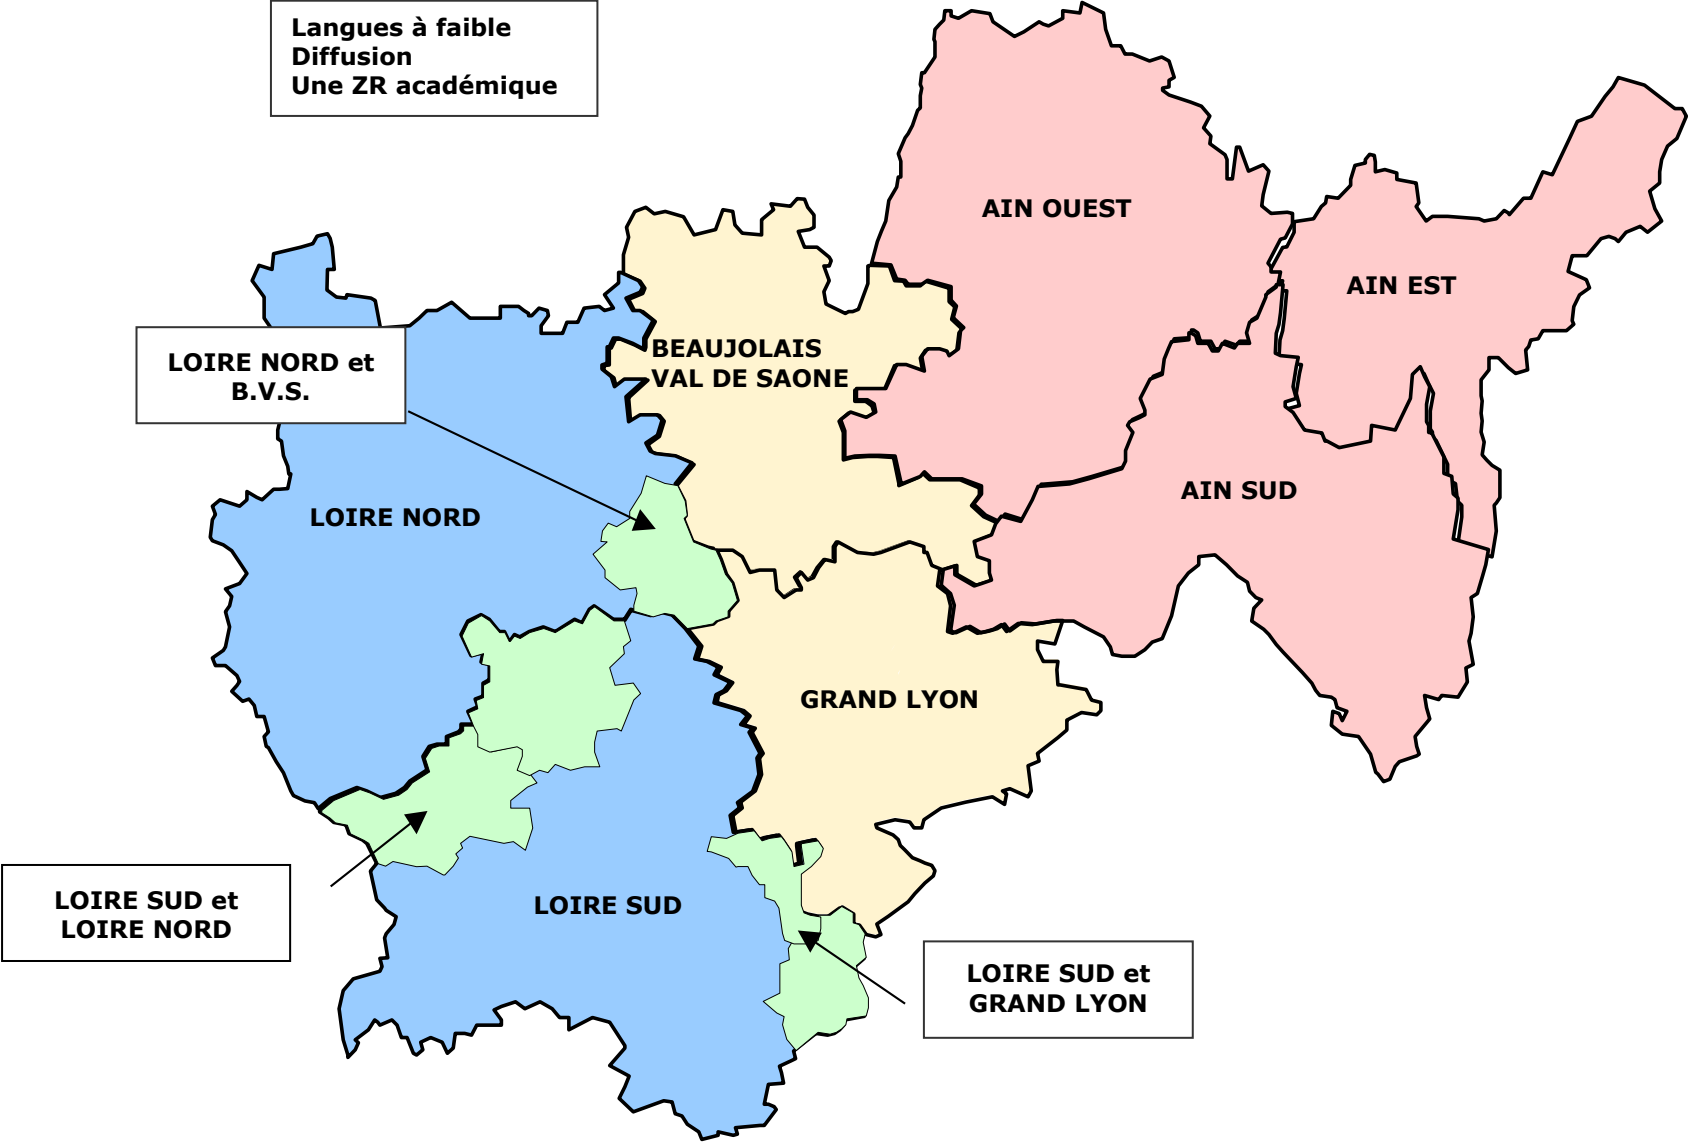 Langues à faible
Diffusion
Une ZR académique
AIN OUEST
AIN EST
BEAUJOLAIS
VAL DE SAONE
LOIRE NORD et
B.V.S.
AIN SUD
LOIRE NORD
GRAND LYON
LOIRE SUD et
LOIRE NORD
LOIRE SUD
LOIRE SUD et
GRAND LYON